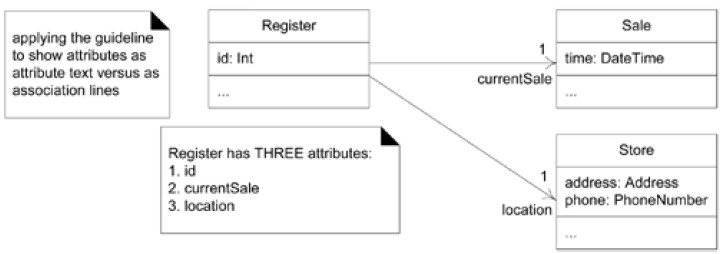 applying the guideline
to show attributes as
attribute text versus as
association lines
Register
id: Int
...
Sale
time: DateTime
...
1
currentSale
Register has THREE attributes:
1. id
2. currentSale
3. location
Store
address: Address
phone: PhoneNumber
...
1
location